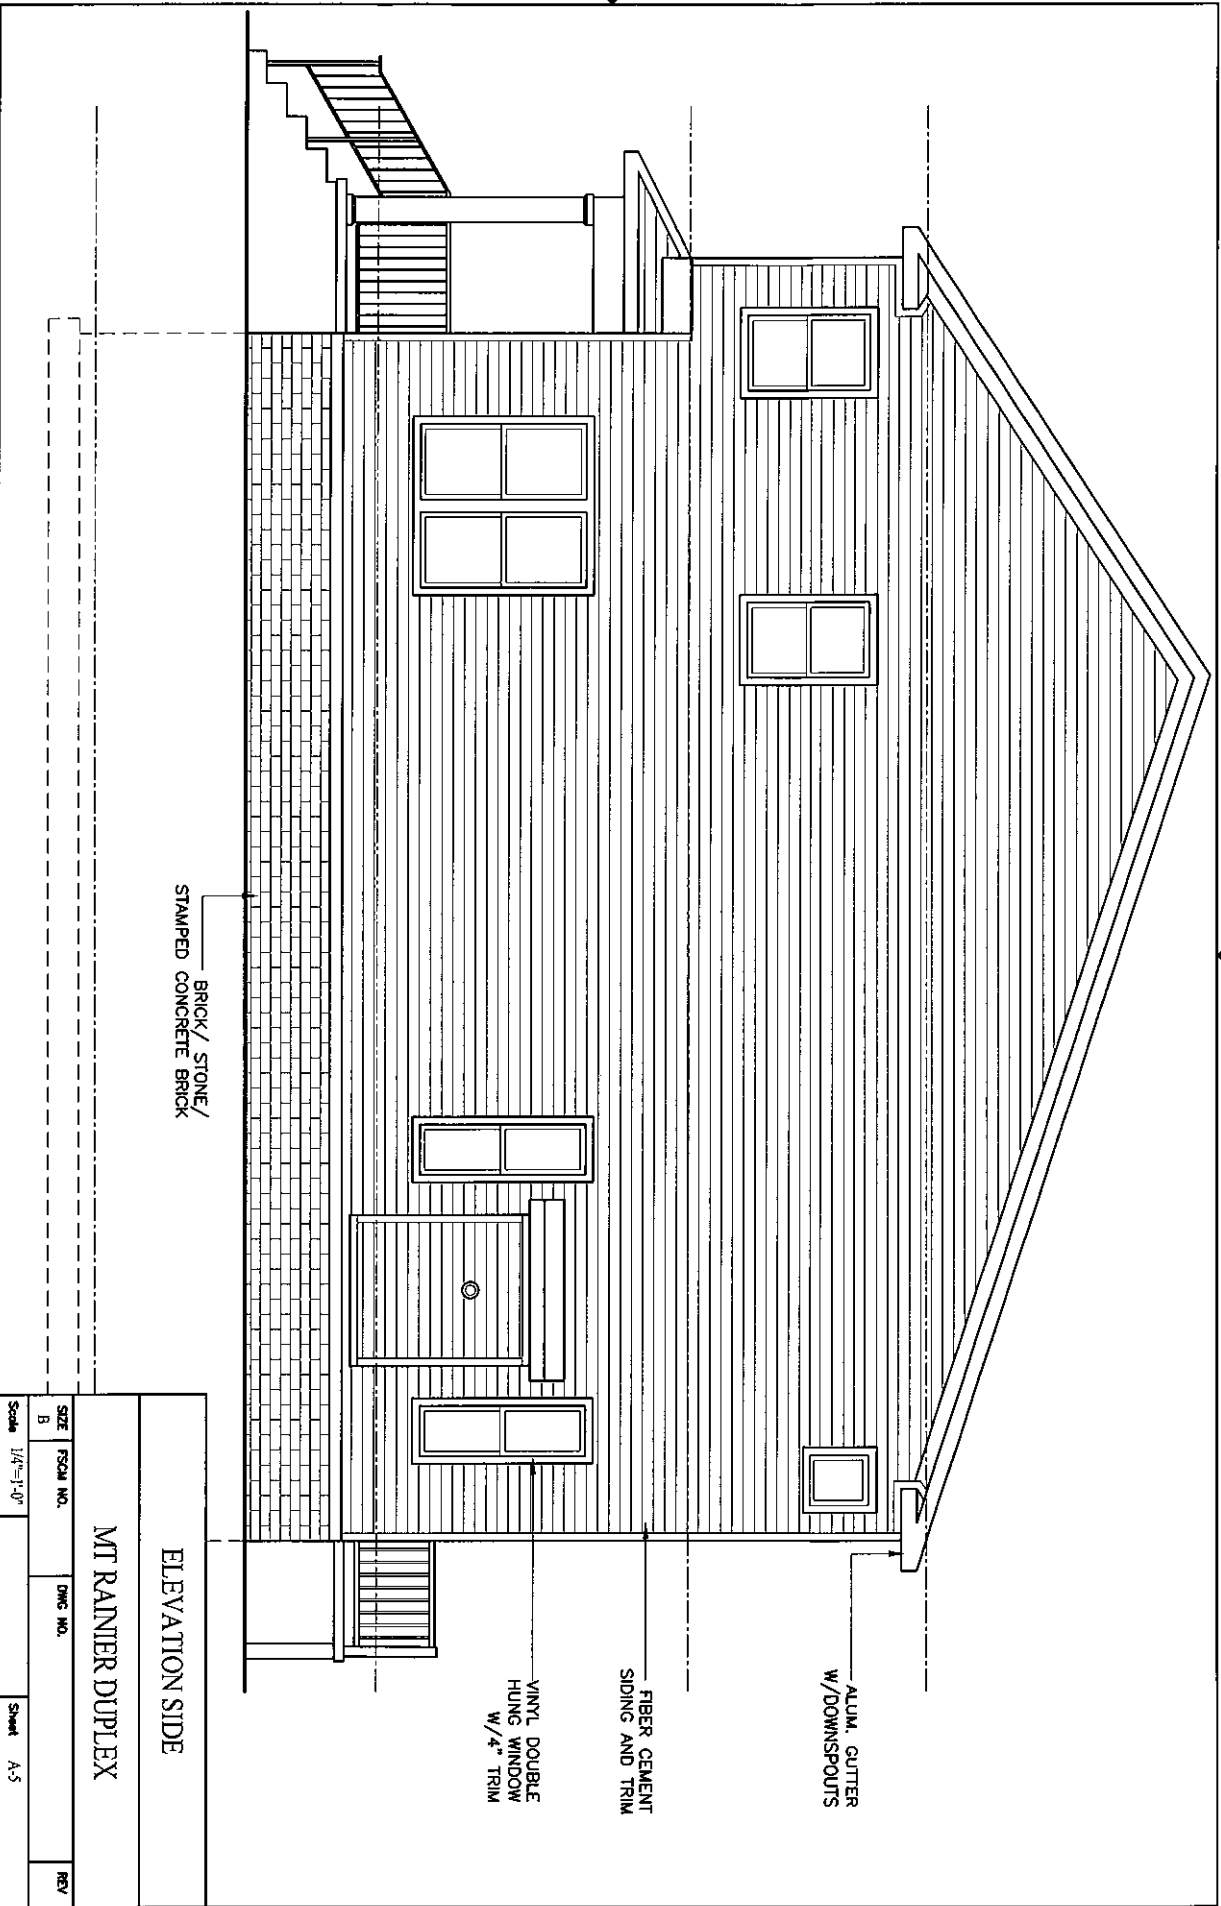 ALUM. GUTTER
W/DOWNSPOUTS
FIBER CEMENT
SIDING AND TRIM
VINYL DOUBLE
HUNG WINDOW
W/4" TRIM
BRICK/ STONE/
STAMPED CONCRETE BRICK
ELEVATION SIDE
MT RAINIER DUPLEX
SIZE
B
FSCM NO.
DWG NO.
REV
Scale 1/4"=1'-0"
Sheet A-5